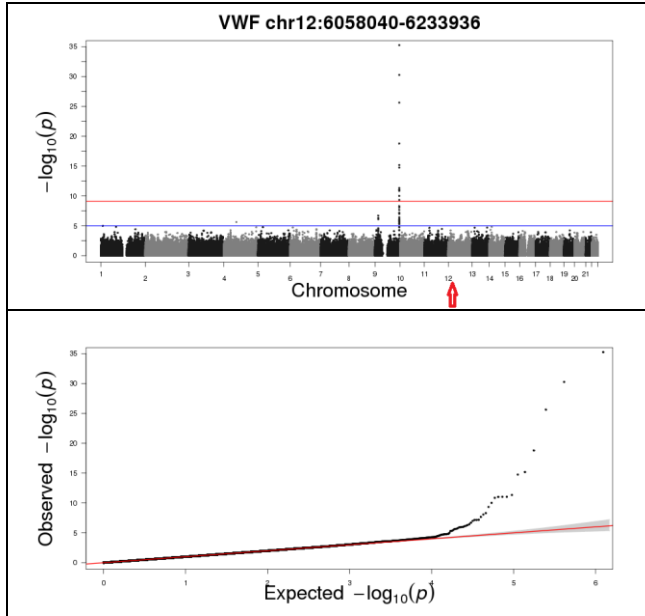 VWF chr12:6058040-6233936
−log10(p)
35
30
25
20
15
10
5
0
1 2 3 4 5 6 7 8 9 10 11 12 13 14 15 16 17 18 19 20 21
Chromosome
Observed −log10(p)
35
30
25
20
15
10
5
0
0 1 2 3 4 5 6
Expected −log10(p)